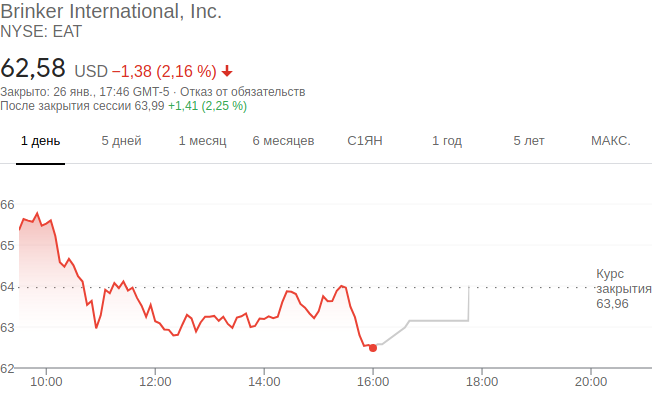 Brinker International, Inc.
NYSE: EAT
62,58 USD −1,38 (2,16 %)
Закрыто: 26 янв., 17:46 GMT-5 · Отказ от обязательств
После закрытия сессии 63,99 +1,41 (2,25 %)
1 день 5 дней 1 месяц 6 месяцев С1ЯН 1 год 5 лет МАКС.
66
65
64
63
62
Курс
закрытия
63,96
10:00 12:00 14:00 16:00 18:00 20:00